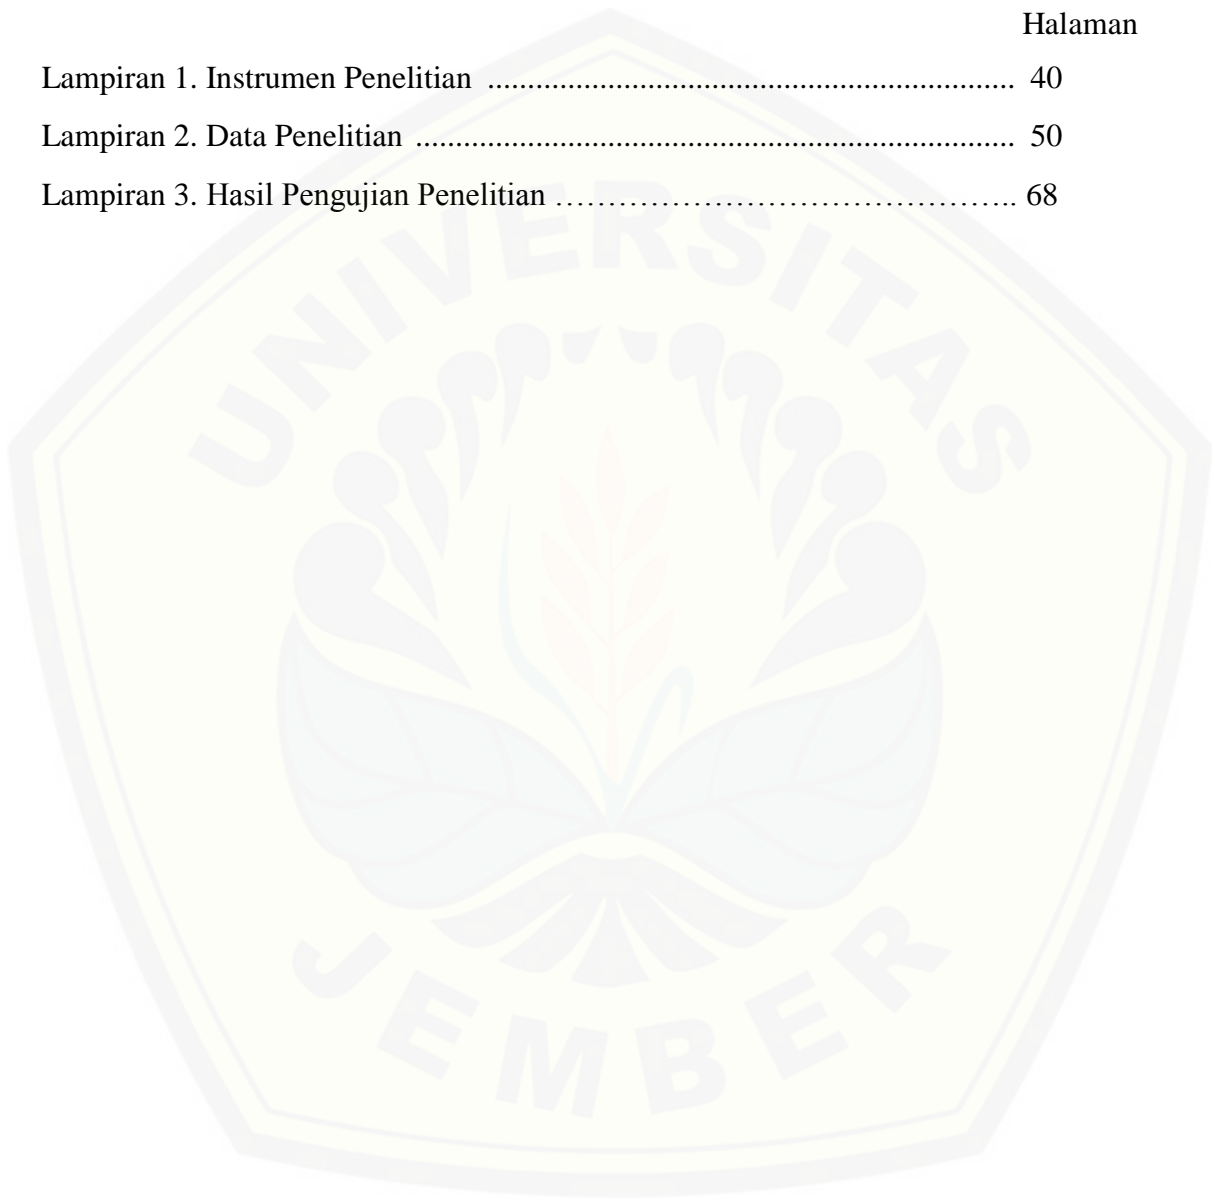 Halaman
Lampiran 1. Instrumen Penelitian ................................................................. 40
Lampiran 2. Data Penelitian .......................................................................... 50
Lampiran 3. Hasil Pengujian Penelitian …………………………………….. 68
UNIVERSITAS
JEMBER